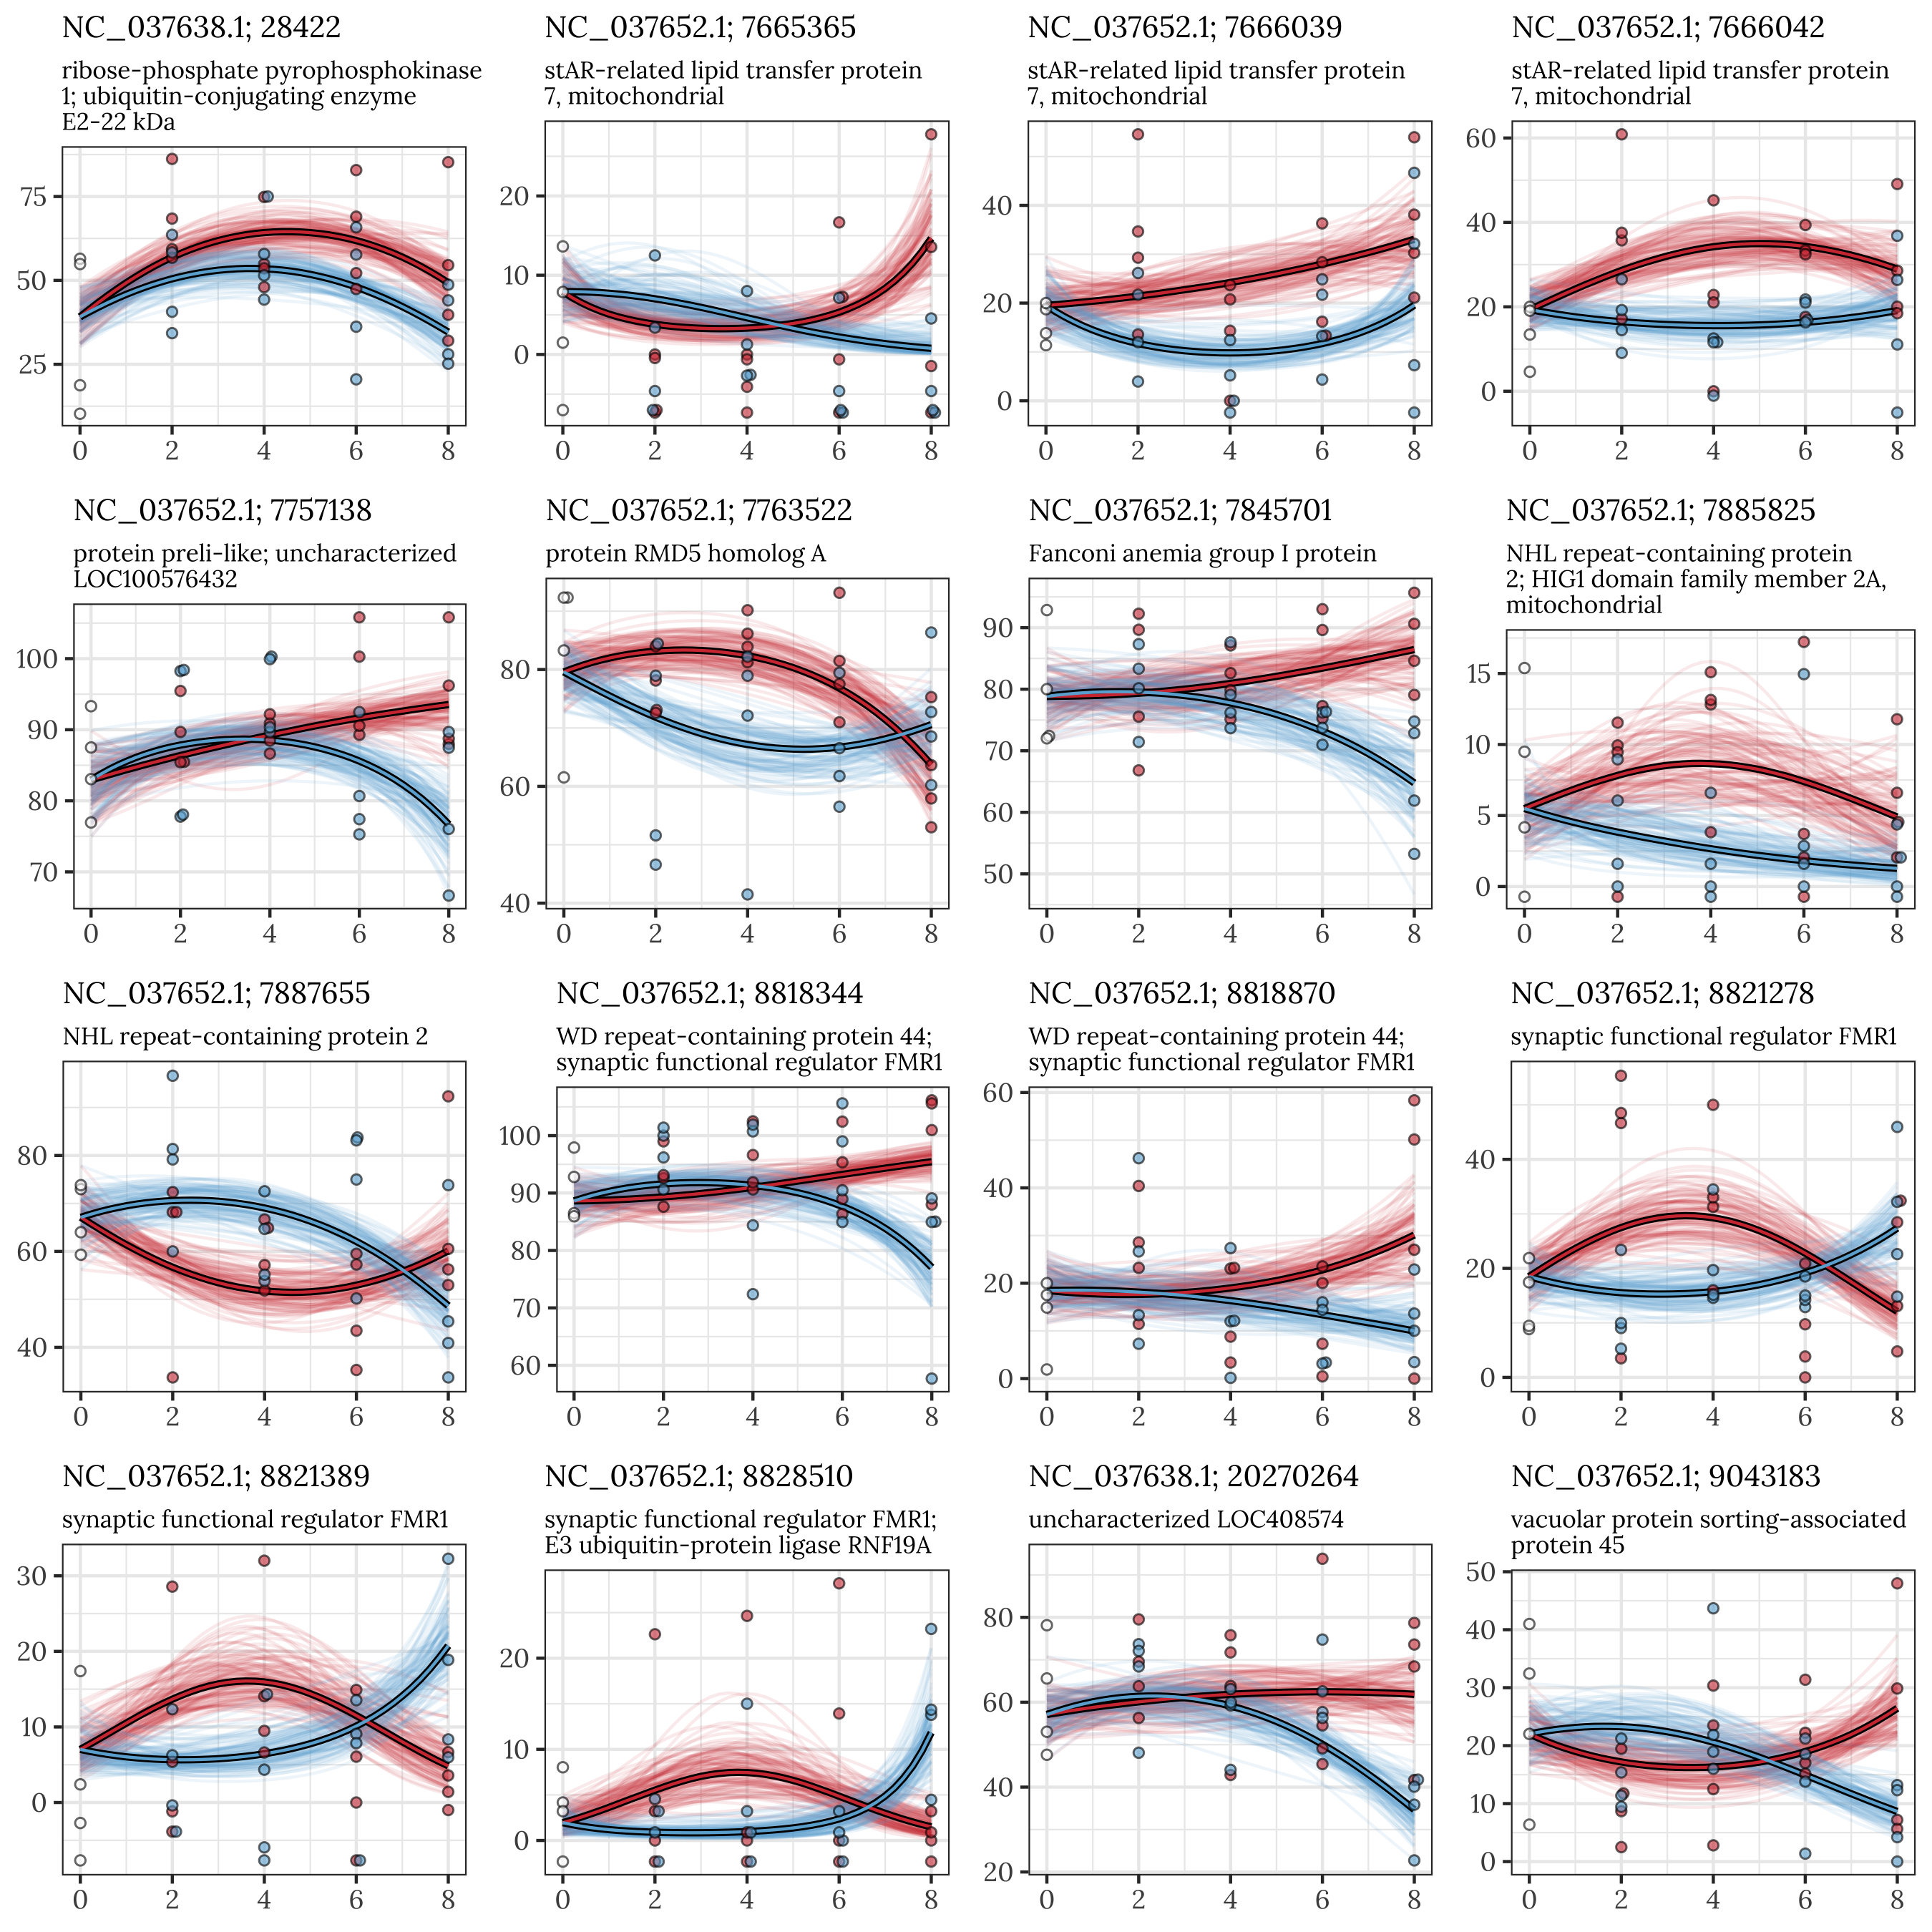 NC_037638.1; 28422
ribose-phosphate pyrophosphokinase
1; ubiquitin-conjugating enzyme
E2-22 kDa
75
50
25
0 2 4 6 8
NC_037652.1; 7665365
stAR-related lipid transfer protein
7, mitochondrial
20
10
0
0 2 4 6 8
NC_037652.1; 7666039
stAR-related lipid transfer protein
7, mitochondrial
40
20
0
0 2 4 6 8
NC_037652.1; 7666042
stAR-related lipid transfer protein
7, mitochondrial
60
40
20
0
0 2 4 6 8
NC_037652.1; 7757138
protein preli-like; uncharacterized
LOC100576432
100
90
80
70
0 2 4 6 8
NC_037652.1; 7763522
protein RMD5 homolog A
80
60
40
0 2 4 6 8
NC_037652.1; 7845701
Fanconi anemia group I protein
90
80
70
60
50
0 2 4 6 8
NC_037652.1; 7885825
NHL repeat-containing protein
2; HIG1 domain family member 2A,
mitochondrial
15
10
5
0
0 2 4 6 8
NC_037652.1; 7887655
NHL repeat-containing protein 2
80
60
40
0 2 4 6 8
NC_037652.1; 8818344
WD repeat-containing protein 44;
synaptic functional regulator FMR1
100
90
80
70
60
0 2 4 6 8
NC_037652.1; 8818870
WD repeat-containing protein 44;
synaptic functional regulator FMR1
60
40
20
0
0 2 4 6 8
NC_037652.1; 8821278
synaptic functional regulator FMR1
40
20
0
0 2 4 6 8
NC_037652.1; 8821389
synaptic functional regulator FMR1
30
20
10
0
0 2 4 6 8
NC_037652.1; 8828510
synaptic functional regulator FMR1;
E3 ubiquitin-protein ligase RNF19A
20
10
0
0 2 4 6 8
NC_037638.1; 20270264
uncharacterized LOC408574
80
60
40
20
0 2 4 6 8
NC_037652.1; 9043183
vacuolar protein sorting-associated
protein 45
50
40
30
20
10
0
0 2 4 6 8